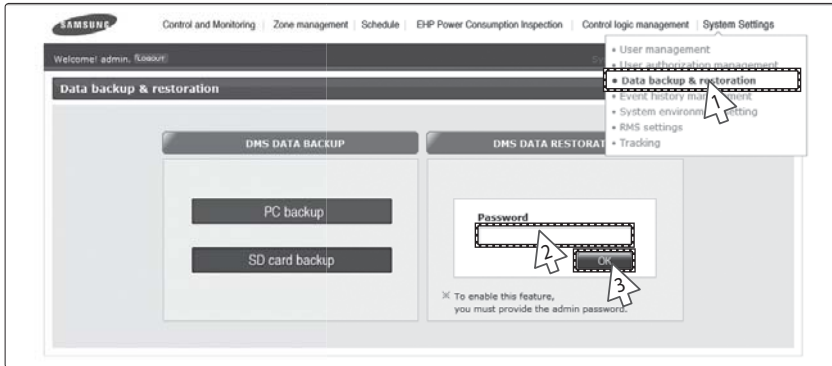 SAMSUNG
Control and Monitoring | Zone management | Schedule | EHP Power Consumption Inspection | Control logic management | System Settings
Welcome! admin. LOGOUT
• User management
• User authorization management
• Data backup & restoration
• Event history management
• System environment setting
• RMS settings
• Tracking
1
Data backup & restoration
DMS DATA BACKUP
PC backup
SD card backup
DMS DATA RESTORAT
Password
2
OK
3
※ To enable this feature,
you must provide the admin password.